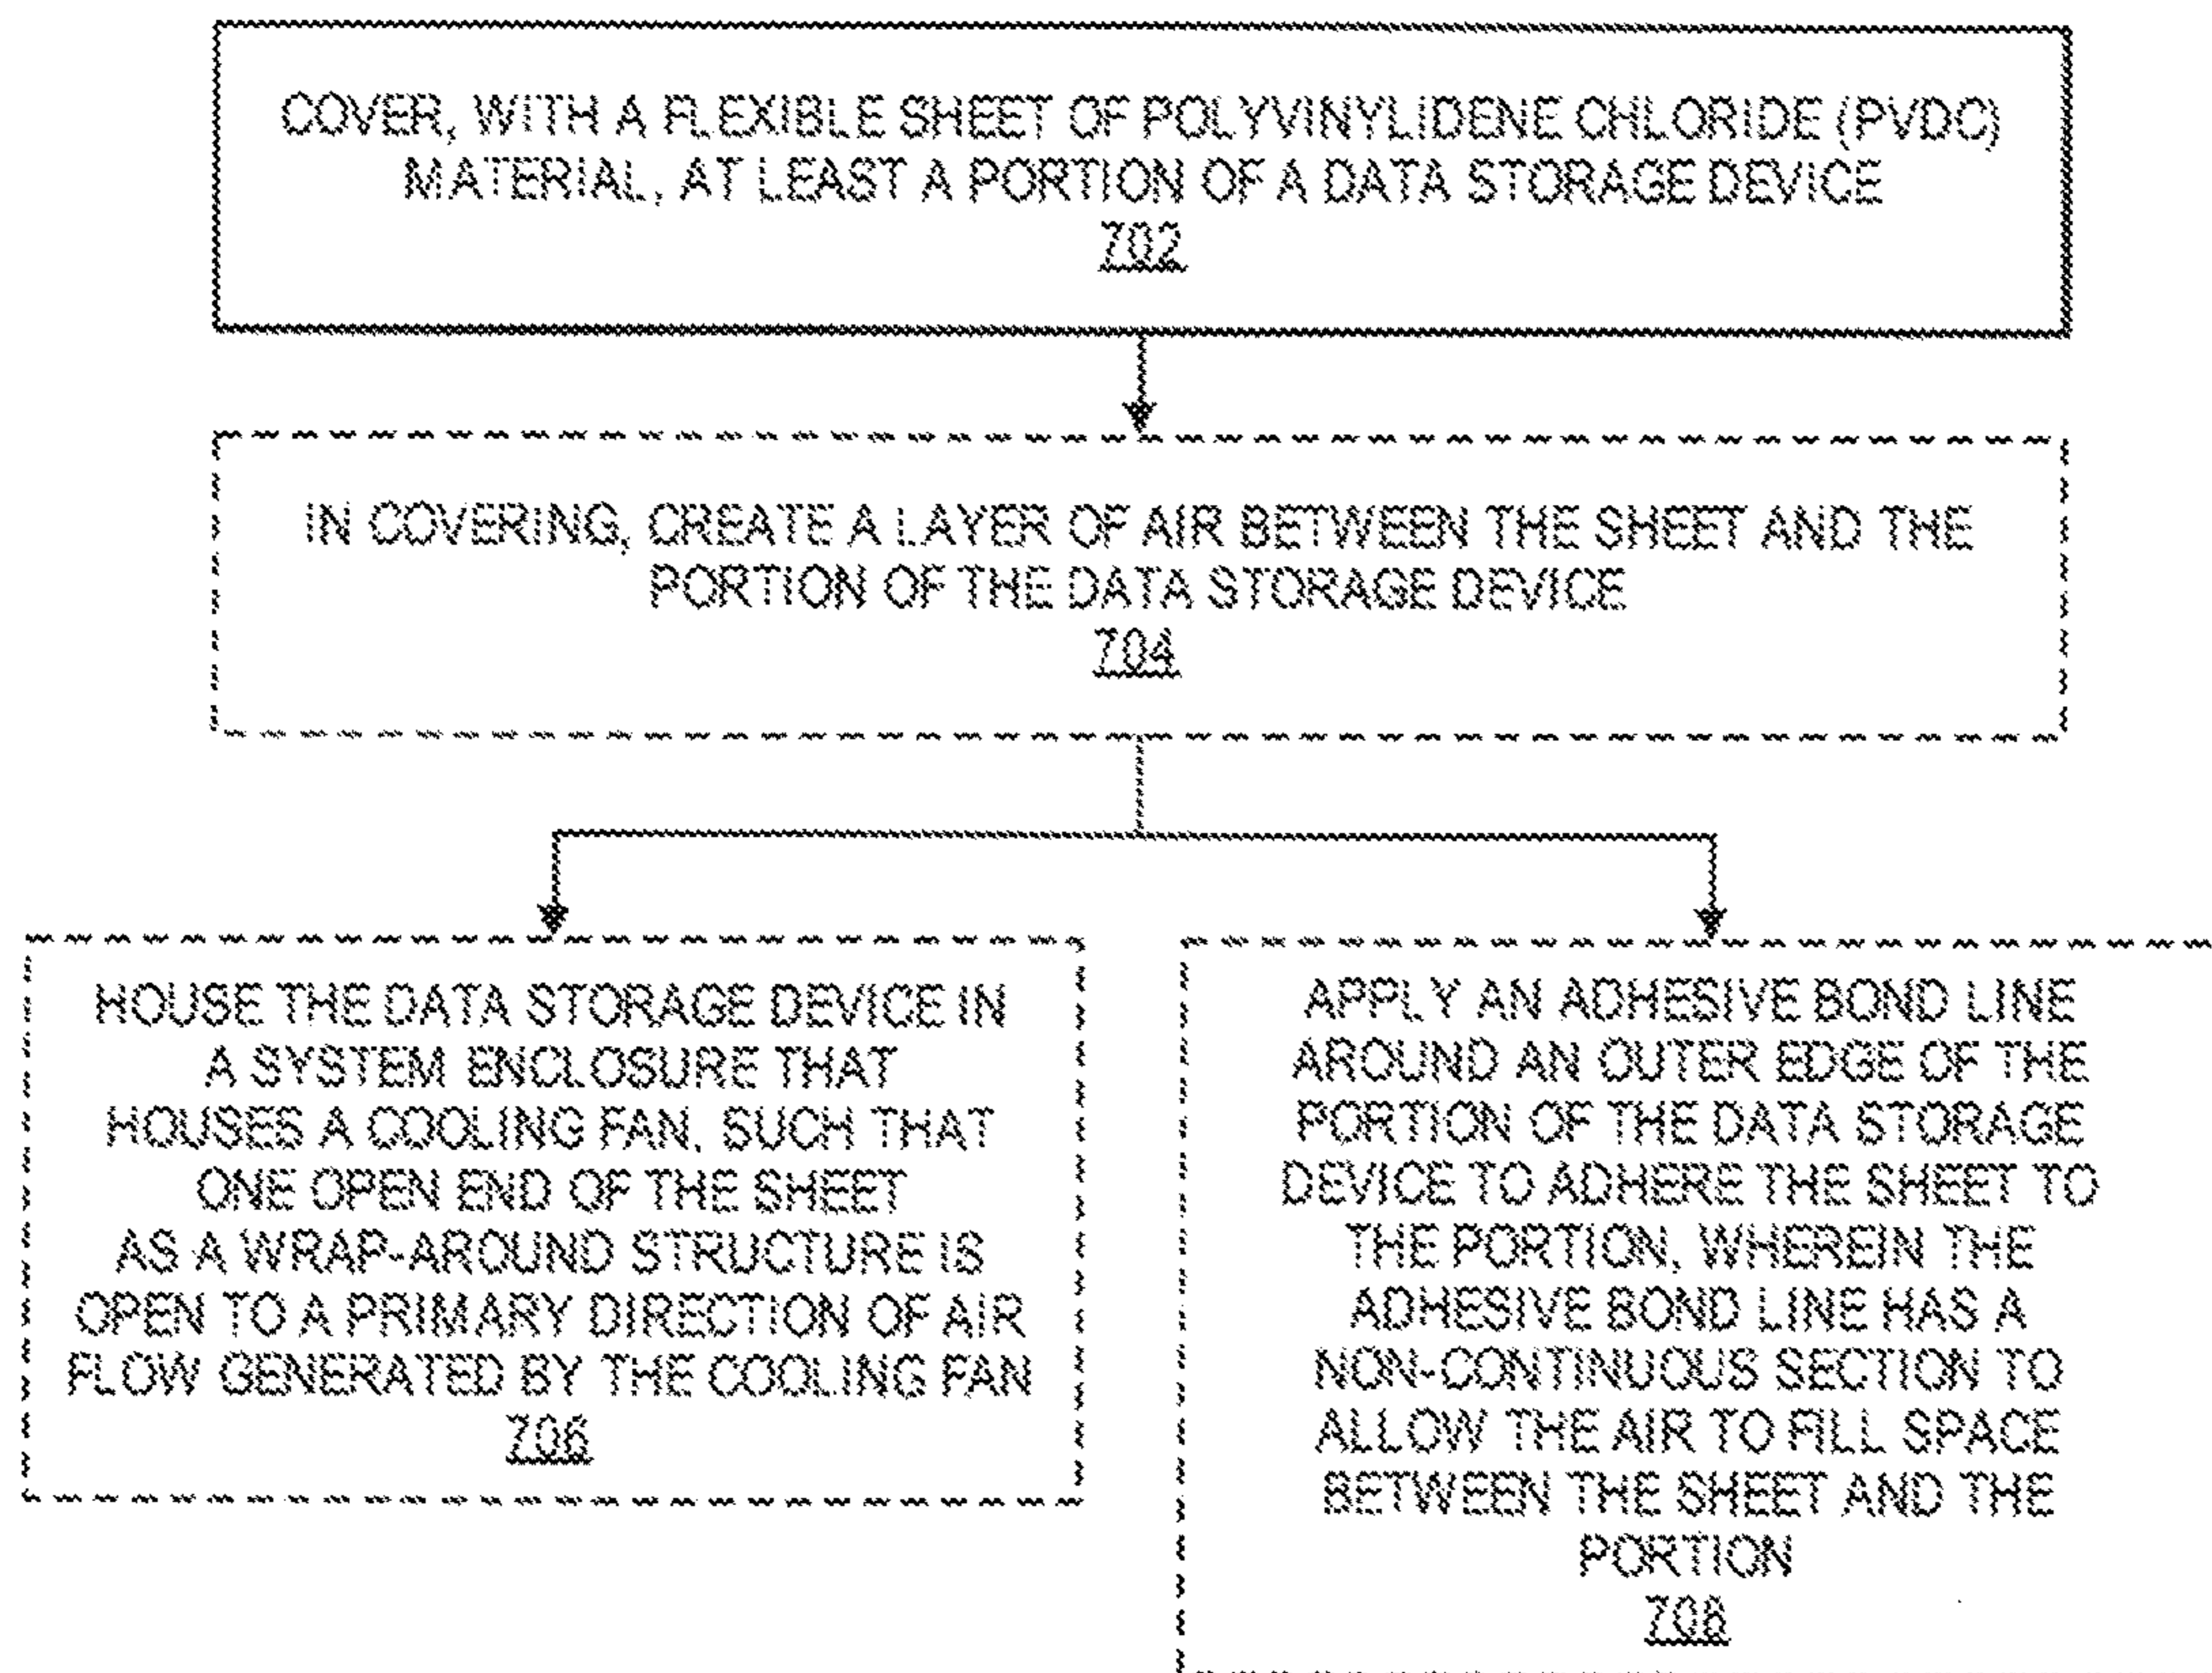 COVER, WITH A FLEXIBLE SHEET OF POLYVINYLIDENE CHLORIDE (PVDC)
MATERIAL, AT LEAST A PORTION OF A DATA STORAGE DEVICE
702
IN COVERING, CREATE A LAYER OF AIR BETWEEN THE SHEET AND THE
PORTION OF THE DATA STORAGE DEVICE
704
HOUSE THE DATA STORAGE DEVICE IN
A SYSTEM ENCLOSURE THAT
HOUSES A COOLING FAN, SUCH THAT
ONE OPEN END OF THE SHEET
AS A WRAP-AROUND STRUCTURE IS
OPEN TO A PRIMARY DIRECTION OF AIR
FLOW GENERATED BY THE COOLING FAN
706
APPLY AN ADHESIVE BOND LINE
AROUND AN OUTER EDGE OF THE
PORTION OF THE DATA STORAGE
DEVICE TO ADHERE THE SHEET TO
THE PORTION, WHEREIN THE
ADHESIVE BOND LINE HAS A
NON-CONTINUOUS SECTION TO
ALLOW THE AIR TO FILL SPACE
BETWEEN THE SHEET AND THE
PORTION
708